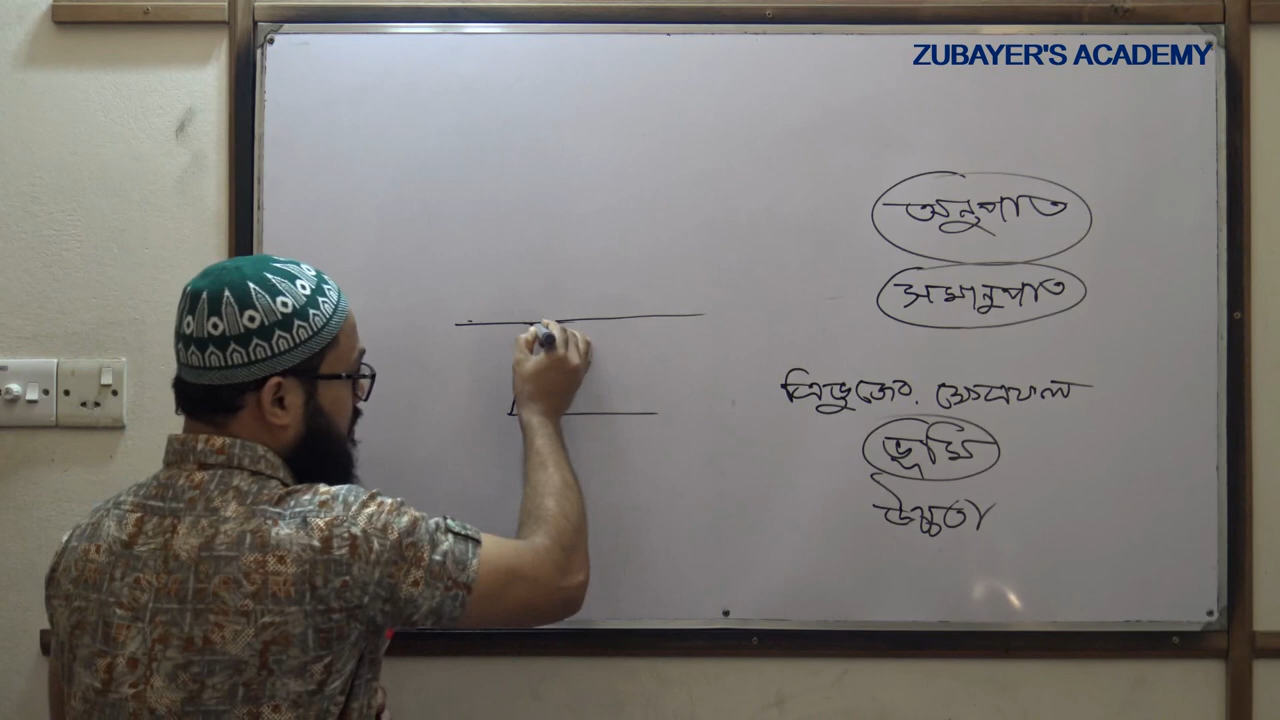 ZUBAYER'S ACADEMY
অনুপাত
সমানুপাত
ত্রিভুজের ক্ষেত্রফল
ভূমি
উচ্চতা